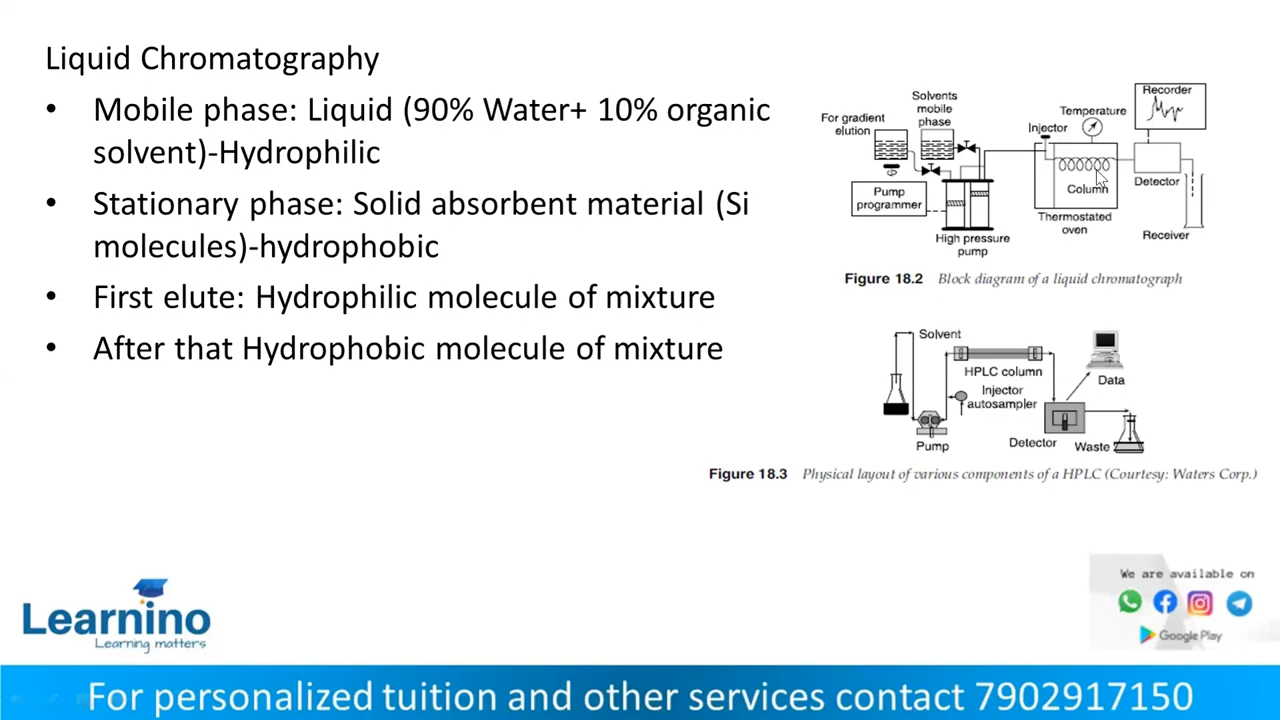 Liquid Chromatography
• Mobile phase: Liquid (90% Water+ 10% organic
solvent)-Hydrophilic
• Stationary phase: Solid absorbent material (Si
molecules)-hydrophobic
• First elute: Hydrophilic molecule of mixture
• After that Hydrophobic molecule of mixture
For gradient
elution
Solvents
mobile
phase
Pump
programmer
High pressure
pump
Injector
Temperature
Column
Thermostated
oven
Recorder
Detector
Receiver
Figure 18.2 Block diagram of a liquid chromatograph
Solvent
HPLC column
Injector
autosampler
Pump
Data
Detector
Waste
Figure 18.3 Physical layout of various components of a HPLC (Courtesy: Waters Corp.)
Learnino
Learning matters
We are available on
Google Play
For personalized tuition and other services contact 7902917150